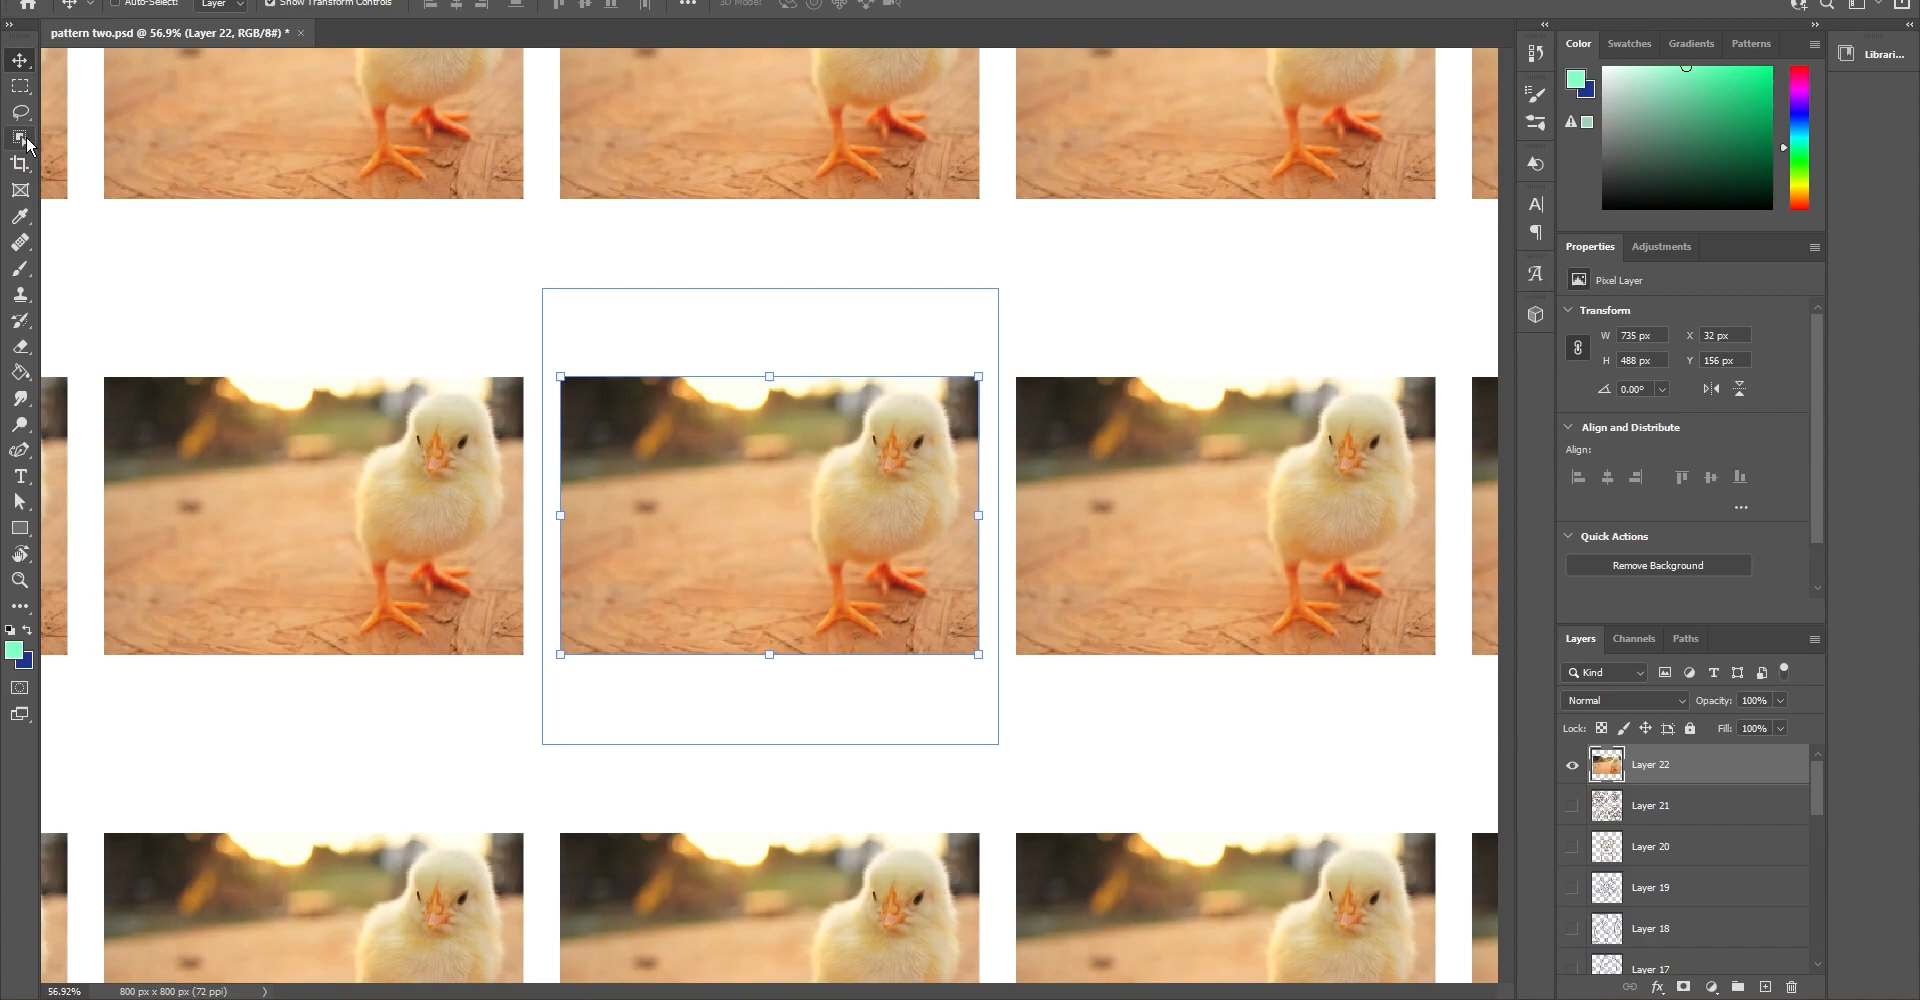 Auto-Select: Layer Show Transform Controls 3D Mode:
pattern two.psd @ 56.9% (Layer 22, RGB/8#) *
Color Swatches Gradients Patterns
Librari...
Properties Adjustments
Pixel Layer
Transform
W 735 px X 32 px
H 488 px Y 156 px
0.00°
Align and Distribute
Align:
Quick Actions
Remove Background
Layers Channels Paths
Kind
Normal Opacity: 100%
Lock: Fill: 100%
Layer 22
Layer 21
Layer 20
Layer 19
Layer 18
Layer 17
56.92% 800 px x 800 px (72 ppi)